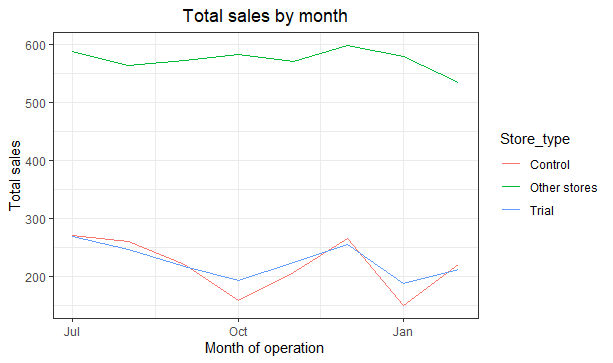 Total sales by month
600
500
400
300
200
Total sales
Jul
Oct
Jan
Month of operation
Store_type
Control
Other stores
Trial